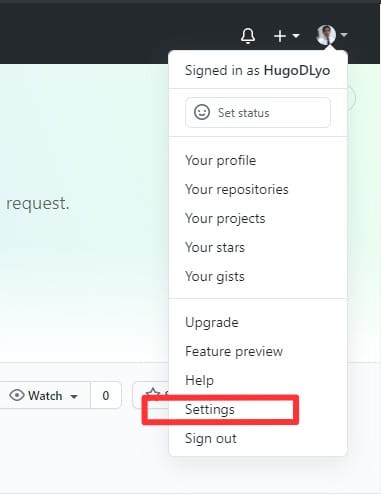 Signed in as HugoDLyo
Set status
Your profile
Your repositories
request.
Your projects
Your stars
Your gists
Upgrade
Feature preview
Help
Watch 0
Settings
Sign out